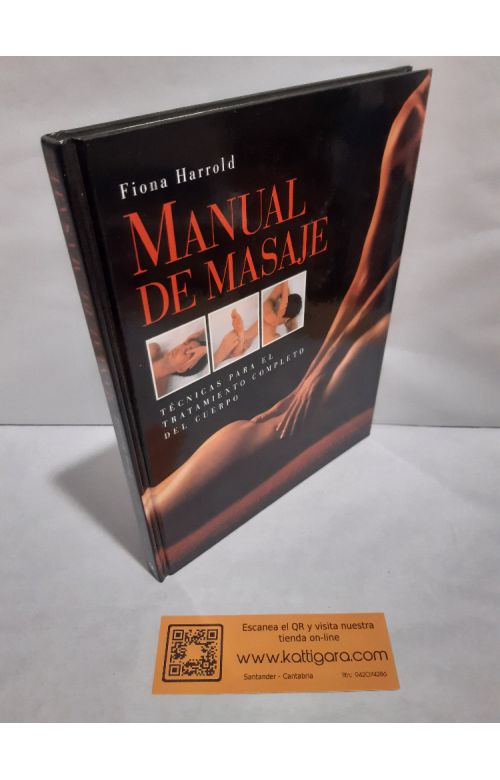 Fiona Harrold
MANUAL
DE MASAJE
TÉCNICAS PARA EL
TRATAMIENTO COMPLETO
DEL CUERPO
Escanea el QR y visita nuestra
tienda on-line
www.kattigara.com
Santander - Cantabria